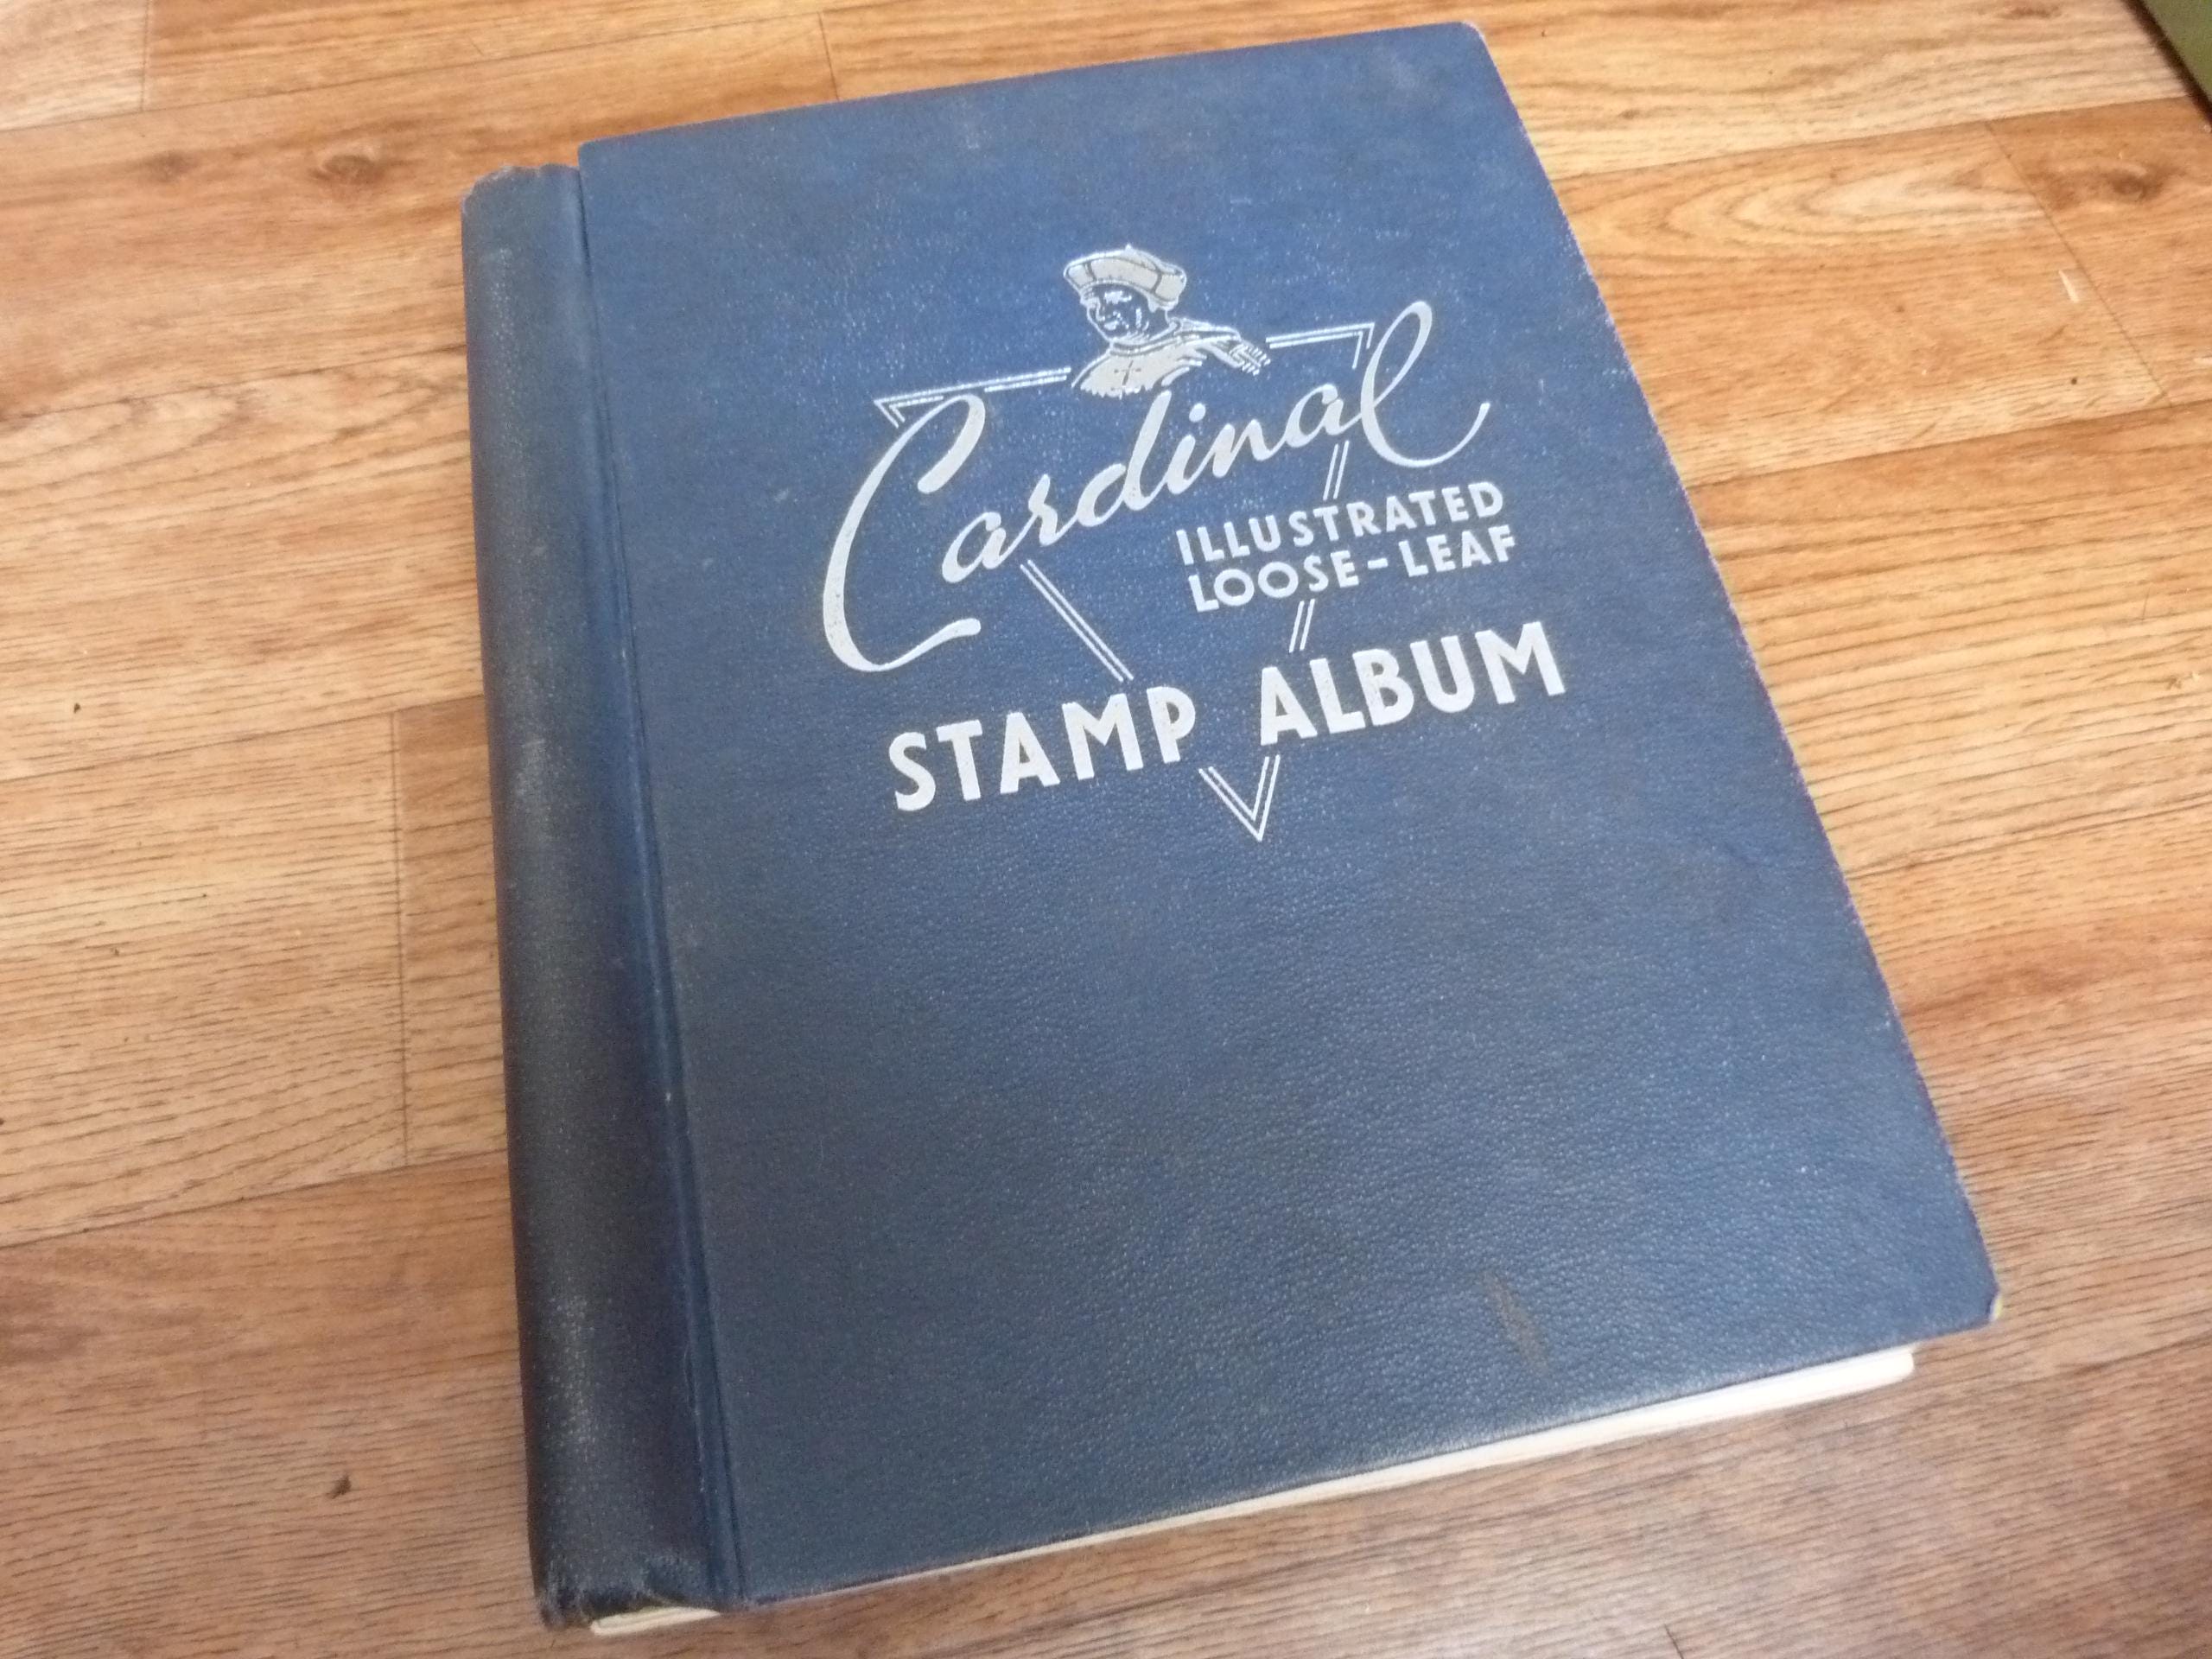 Cardinal
ILLUSTRATED
LOOSE-LEAF
STAMP ALBUM